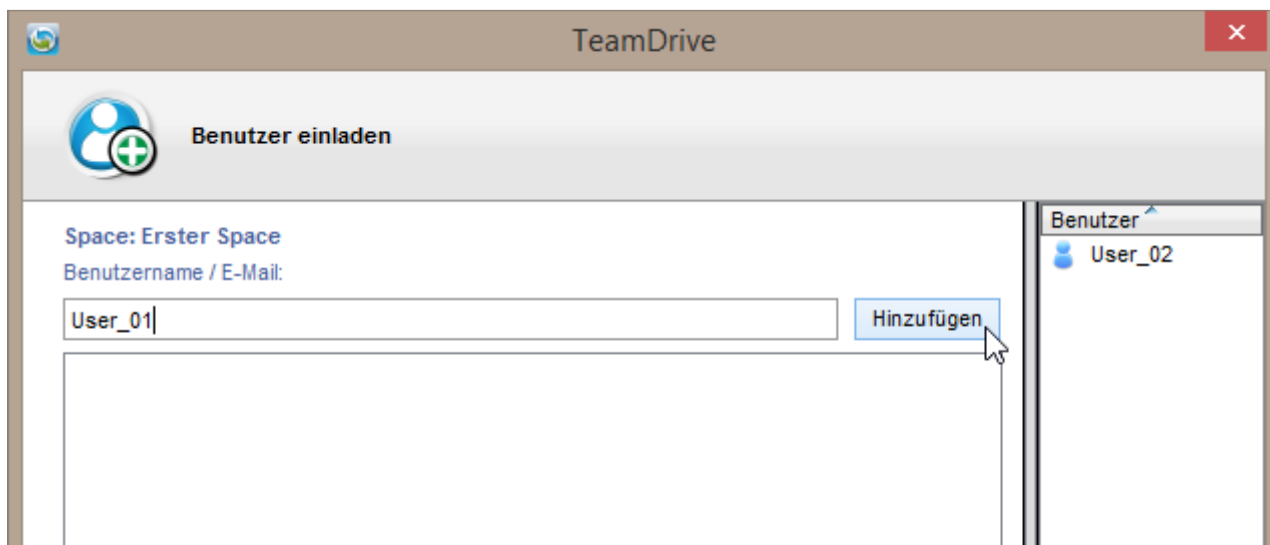 TeamDrive
Benutzer einladen
Space: Erster Space
Benutzername / E-Mail:
User_01
Hinzufügen
Benutzer
User_02